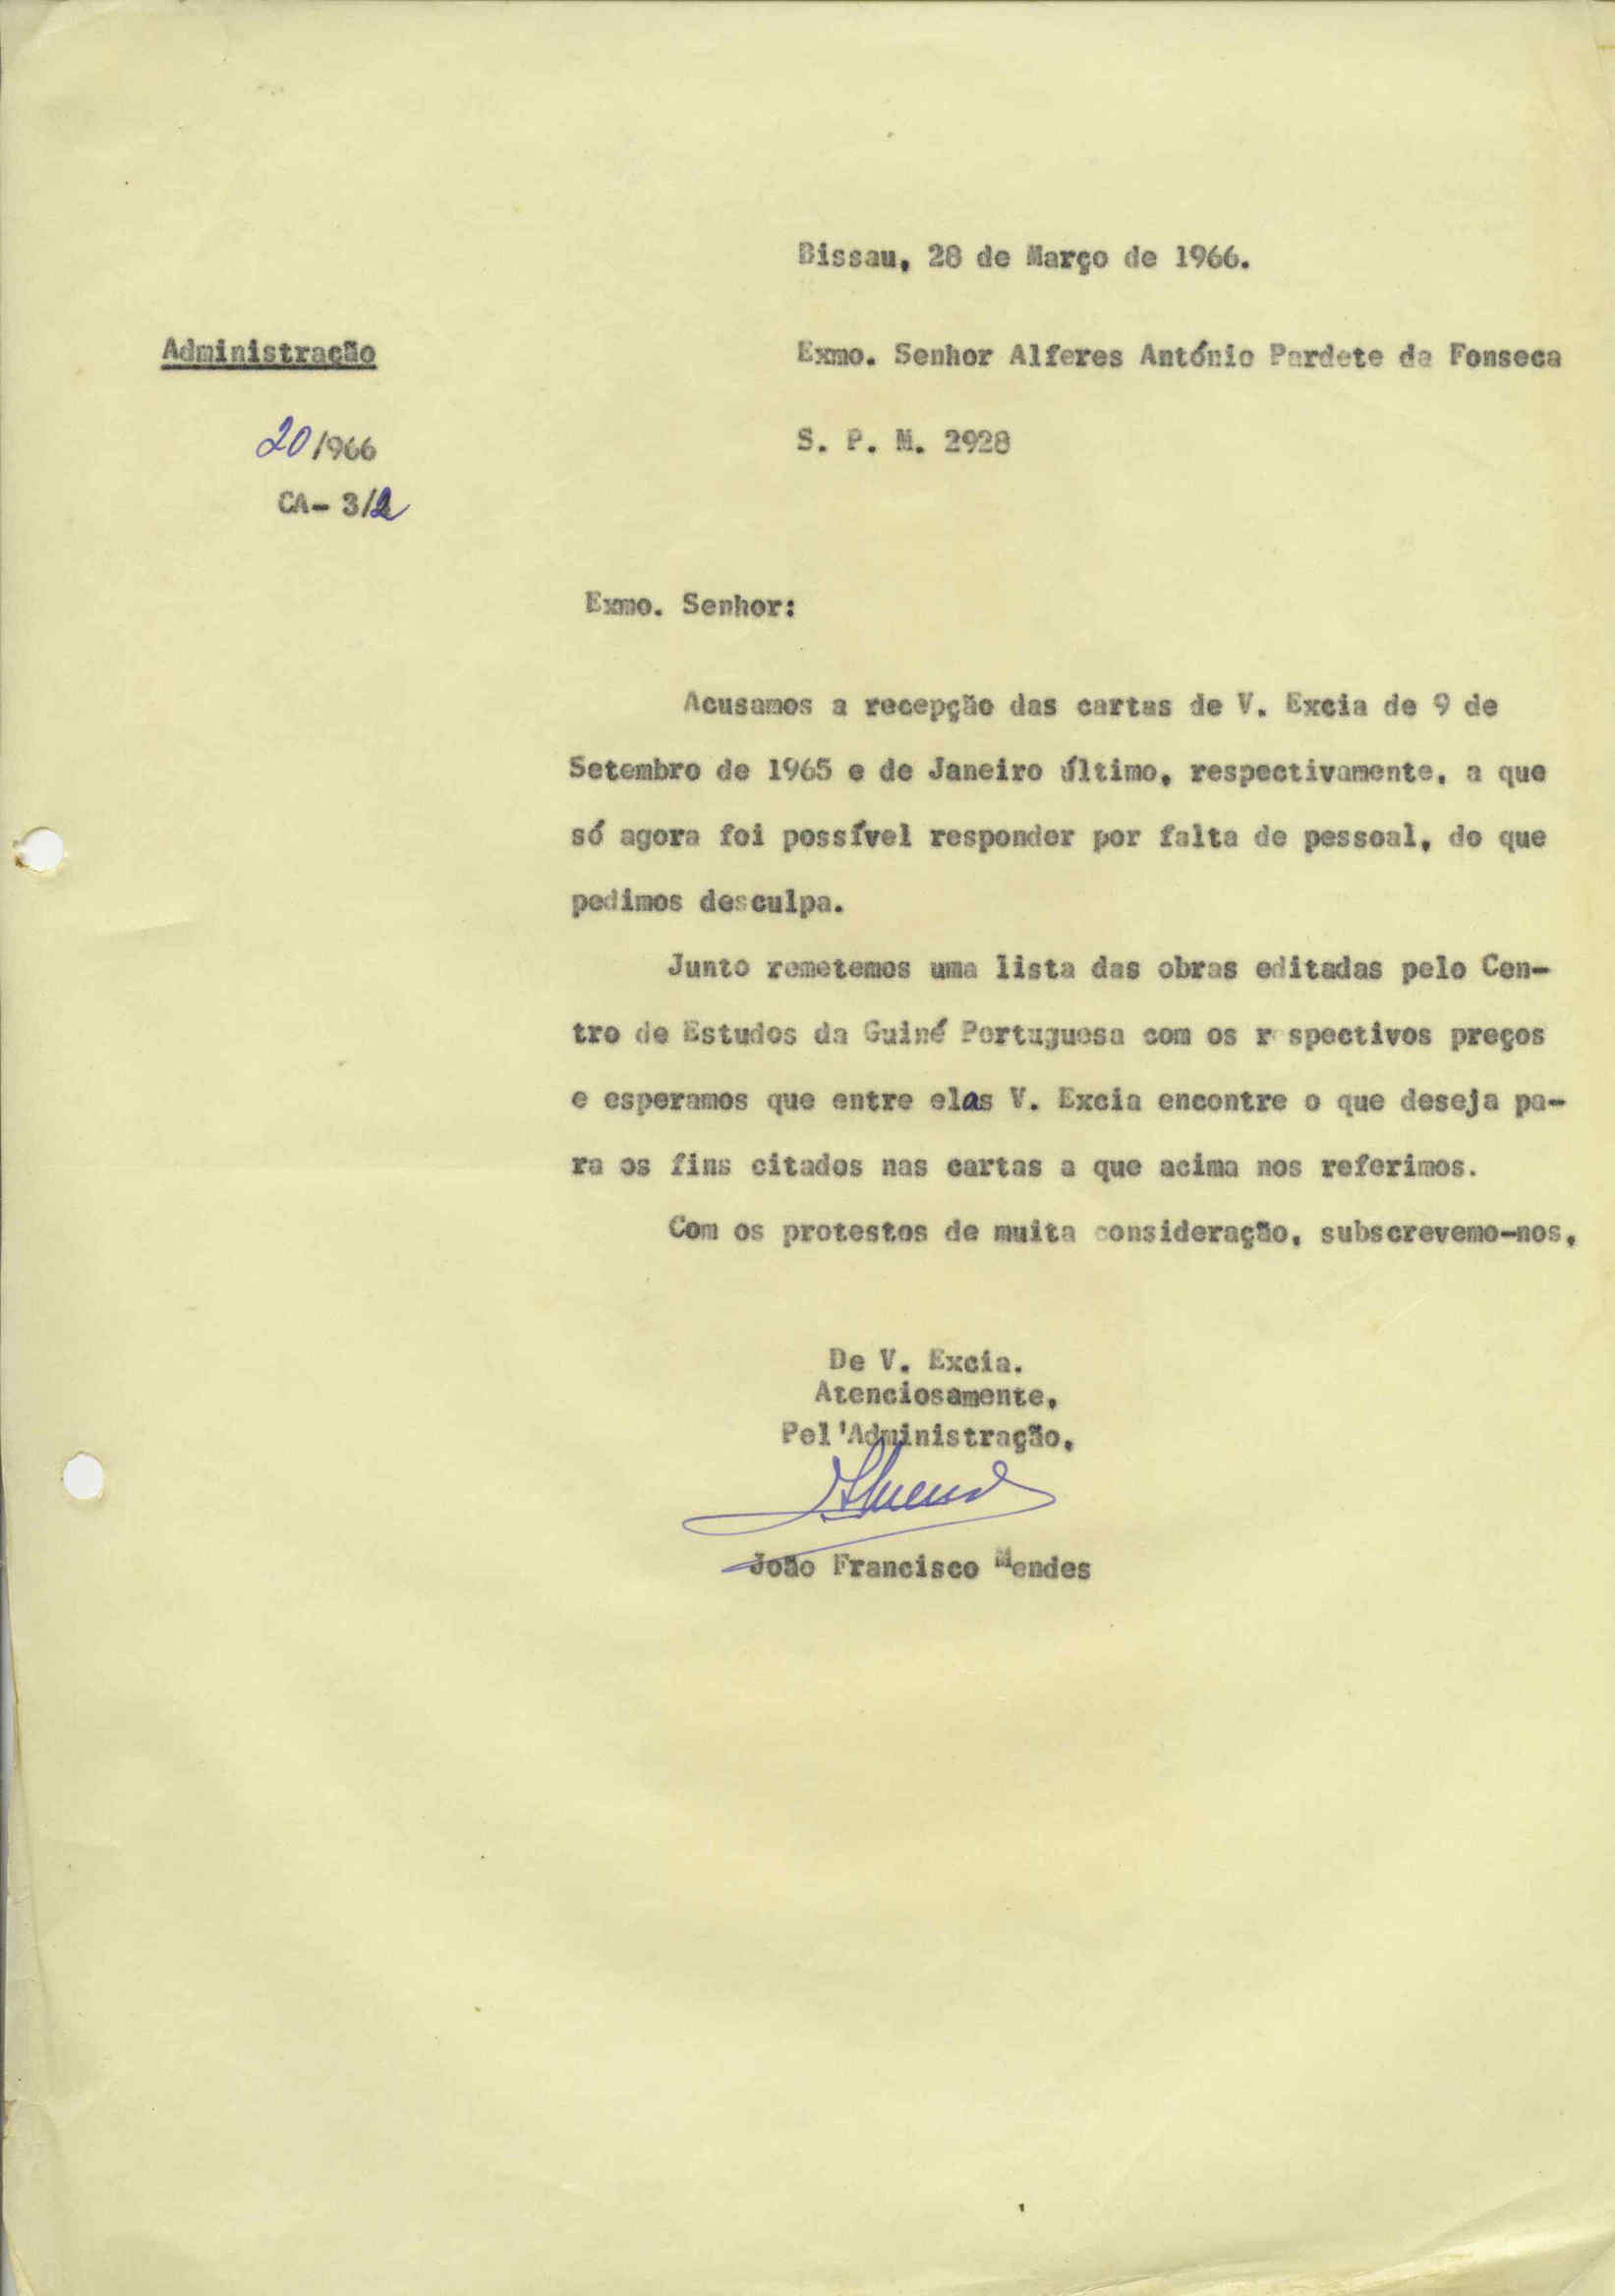 Bissau, 28 de Março de 1966.
Administração
Exmo. Senhor Alferes António Pardete da Fonseca
20/966
S. P. M. 2928
CA- 3/2
Exmo. Senhor:
Acusamos a recepção das cartas de V. Excia de 9 de
Setembro de 1965 e de Janeiro último, respectivamente, a que
só agora foi possível responder por falta de pessoal, do que
pedimos desculpa.
Junto remetemos uma lista das obras editadas pelo Cen-
tro de Estudos da Guiné Portuguesa com os r spectivos preços
e esperamos que entre elas V. Excia encontre o que deseja pa-
ra os fins citados nas cartas a que acima nos referimos.
Com os protestos de muita consideração, subscrevemo-nos,
De V. Excia.
Atenciosamente,
Pel'Administração,
João Francisco Mendes